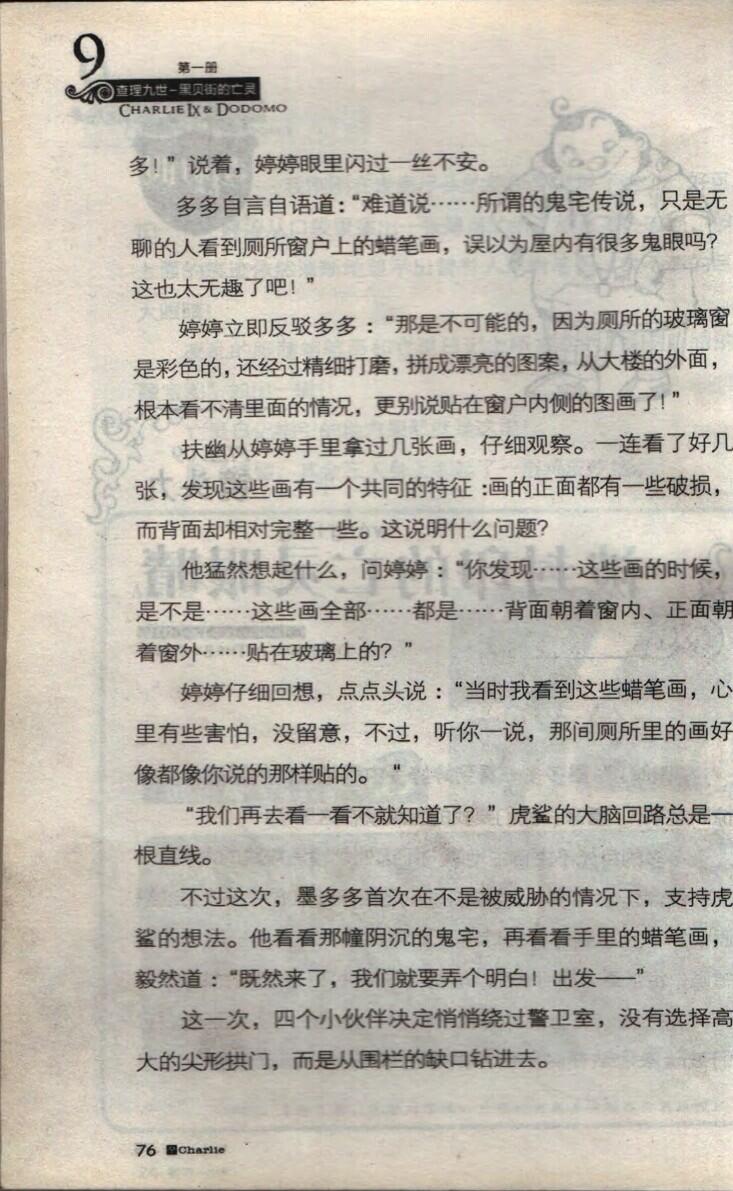 9
第一册
查理九世-黑贝街的亡灵
CHARLIE IX & DODOMO
多！”说着，婷婷眼里闪过一丝不安。
多多自言自语道：“难道说……所谓的鬼宅传说，只是无
聊的人看到厕所窗户上的蜡笔画，误以为屋内有很多鬼眼吗？
这也太无趣了吧！”
婷婷立即反驳多多：“那是不可能的，因为厕所的玻璃窗
是彩色的，还经过精细打磨，拼成漂亮的图案，从大楼的外面，
根本看不清里面的情况，更别说贴在窗户内侧的图画了！”
扶幽从婷婷手里拿过几张画，仔细观察。一连看了好几
张，发现这些画有一个共同的特征：画的正面都有一些破损，
而背面却相对完整一些。这说明什么问题？
他猛然想起什么，问婷婷：“你发现……这些画的时候，
是不是……这些画全部……都是……背面朝着窗内、正面朝
着窗外……贴在玻璃上的？”
婷婷仔细回想，点点头说：“当时我看到这些蜡笔画，心
里有些害怕，没留意，不过，听你一说，那间厕所里的画好
像都像你说的那样贴的。“
“我们再去看一看不就知道了？”虎鲨的大脑回路总是一
根直线。
不过这次，墨多多首次在不是被威胁的情况下，支持虎
鲨的想法。他看看那幢阴沉的鬼宅，再看看手里的蜡笔画，
毅然道：“既然来了，我们就要弄个明白！出发——”
这一次，四个小伙伴决定悄悄绕过警卫室，没有选择高
大的尖形拱门，而是从围栏的缺口钻进去。
76 Charlie